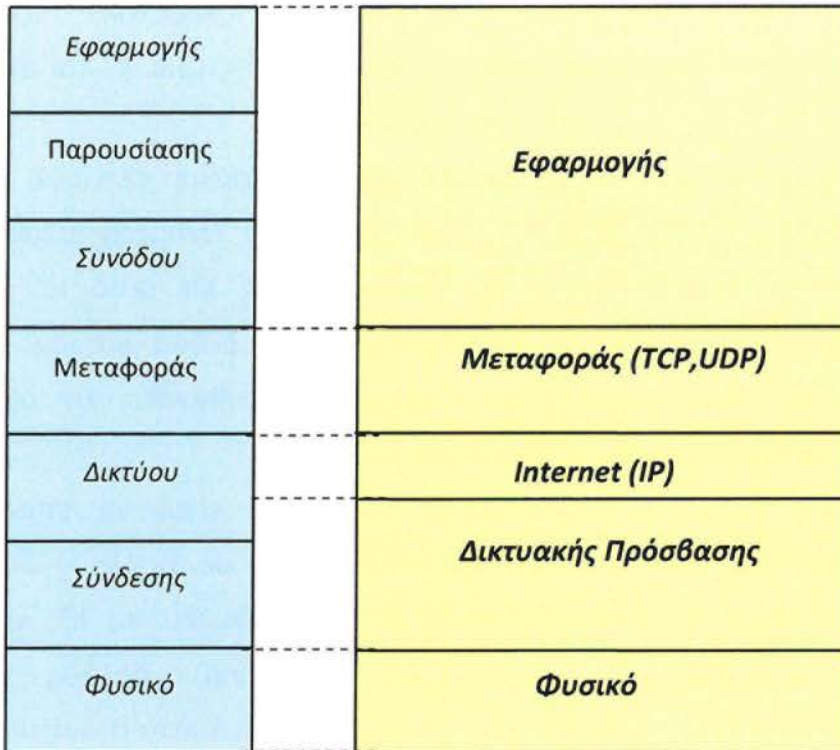 Εφαρμογής
Παρουσίασης
Συνόδου
Μεταφοράς
Δικτύου
Σύνδεσης
Φυσικό
Εφαρμογής
Μεταφοράς (TCP,UDP)
Internet (IP)
Δικτυακής Πρόσβασης
Φυσικό